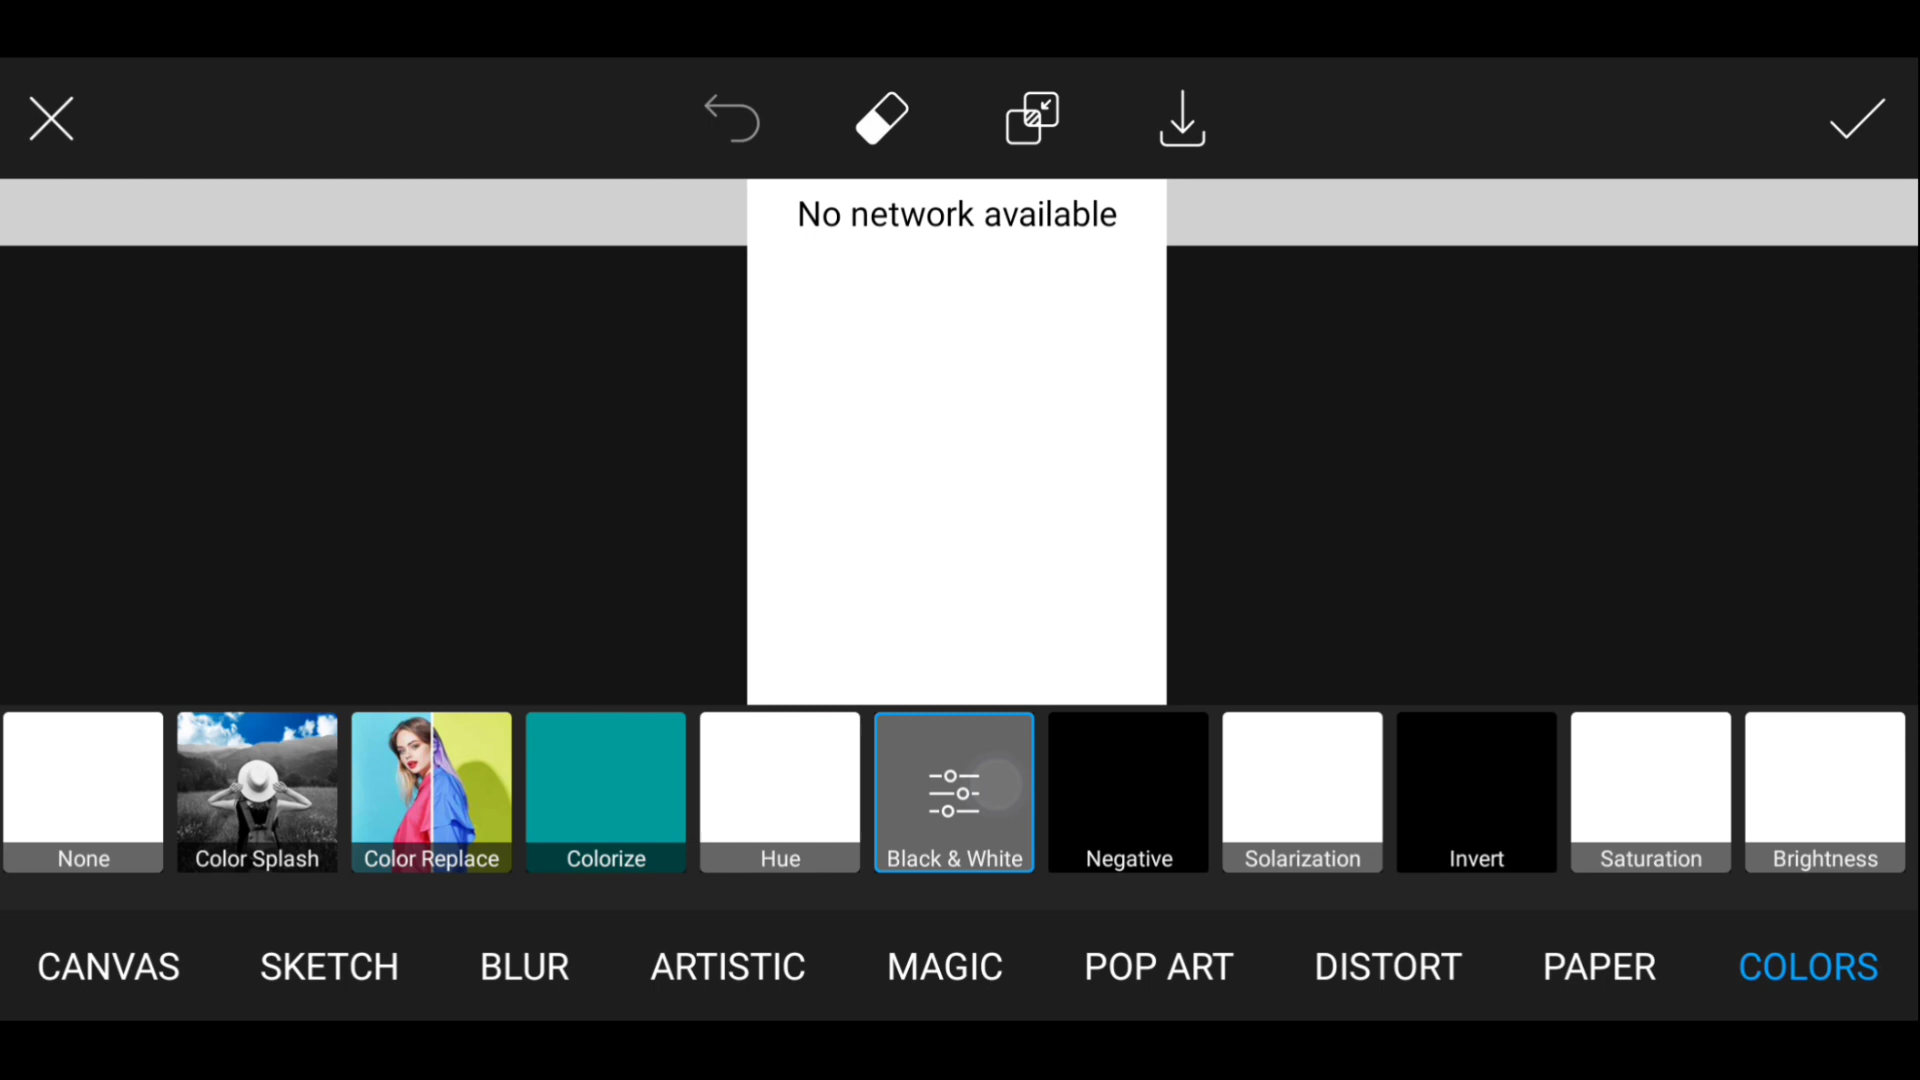 No network available
None
Color Splash
Color Replace
Colorize
Hue
Black & White
Negative
Solarization
Invert
Saturation
Brightness
CANVAS
SKETCH
BLUR
ARTISTIC
MAGIC
POP ART
DISTORT
PAPER
COLORS